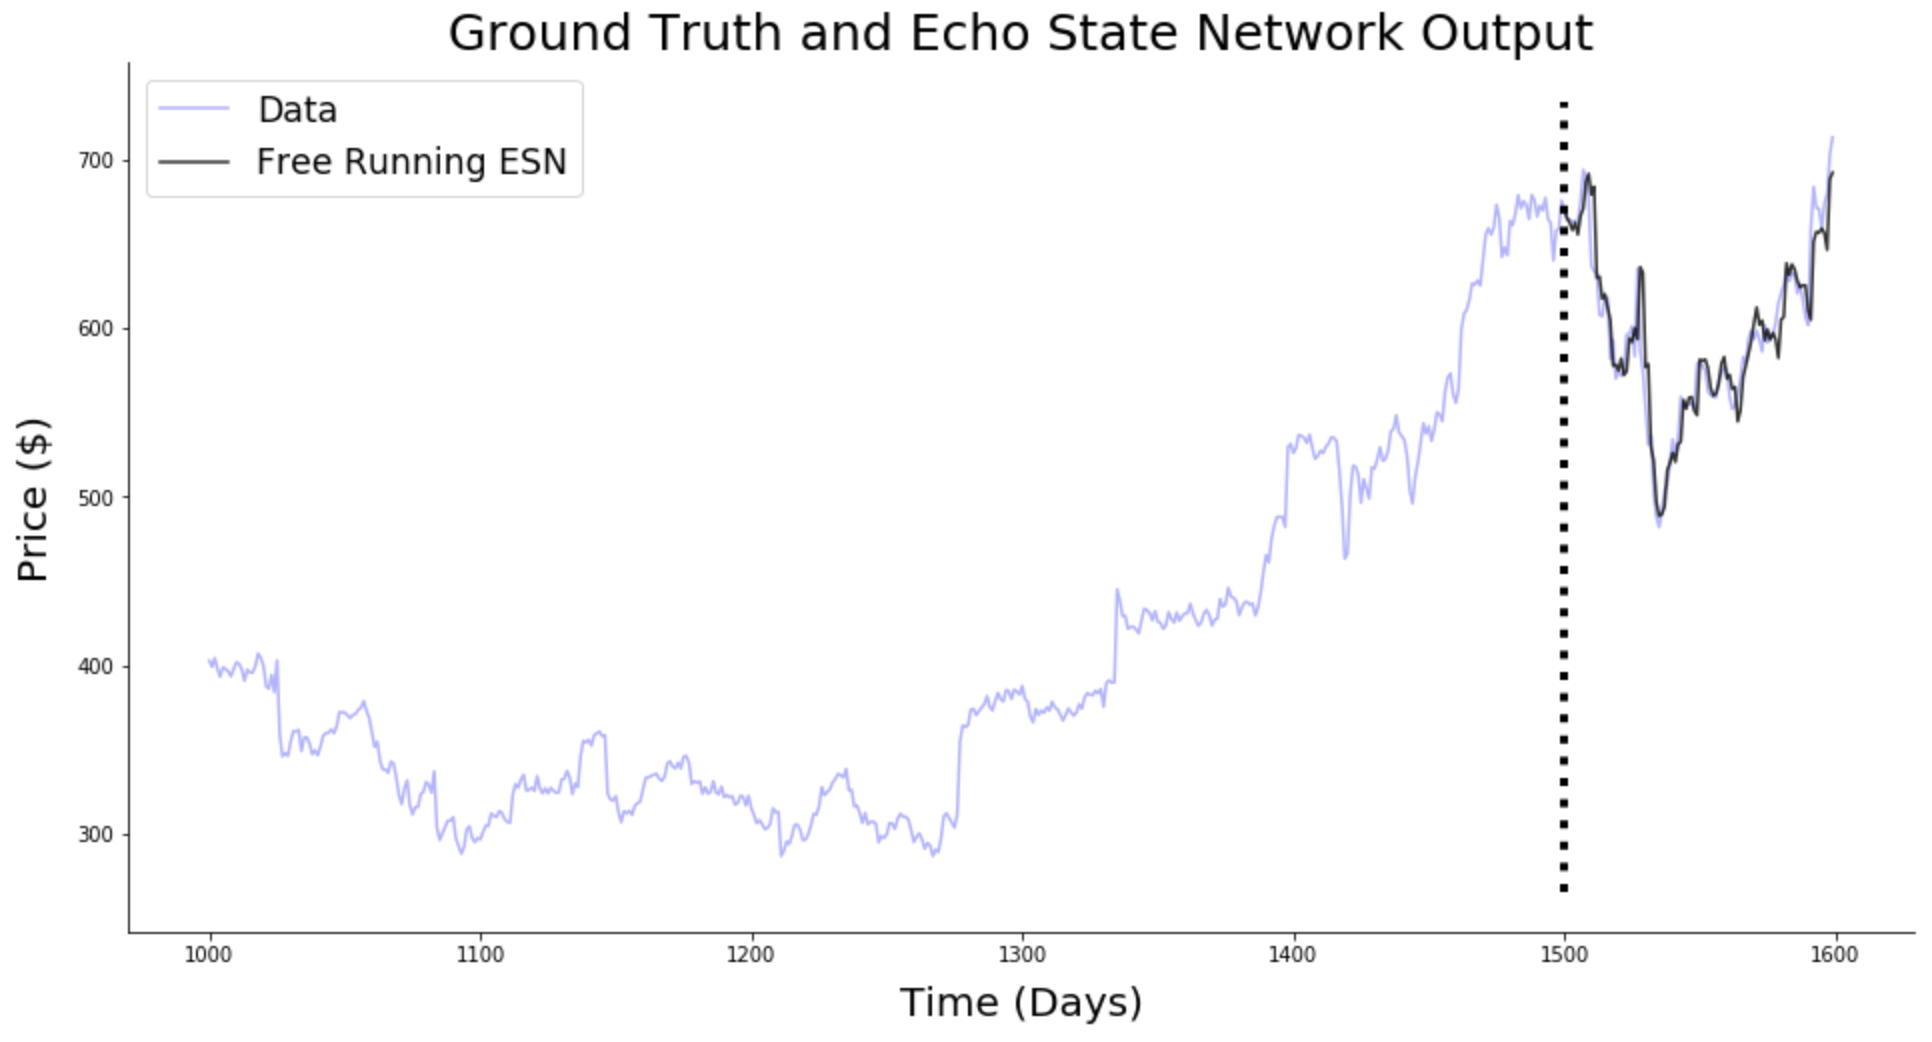 Ground Truth and Echo State Network Output
Data
Free Running ESN
700
600
500
400
300
Price ($)
1000 1100 1200 1300 1400 1500 1600
Time (Days)